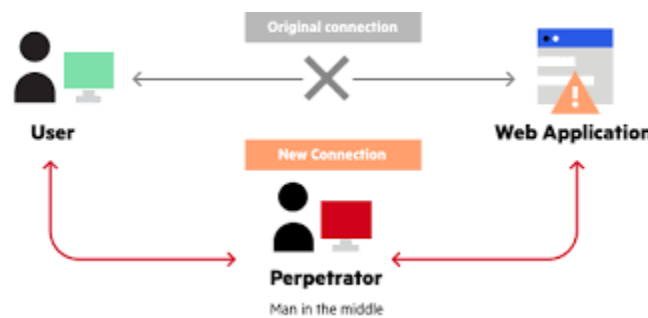 Original connection
User
Web Application
New Connection
Perpetrator
Man in the middle